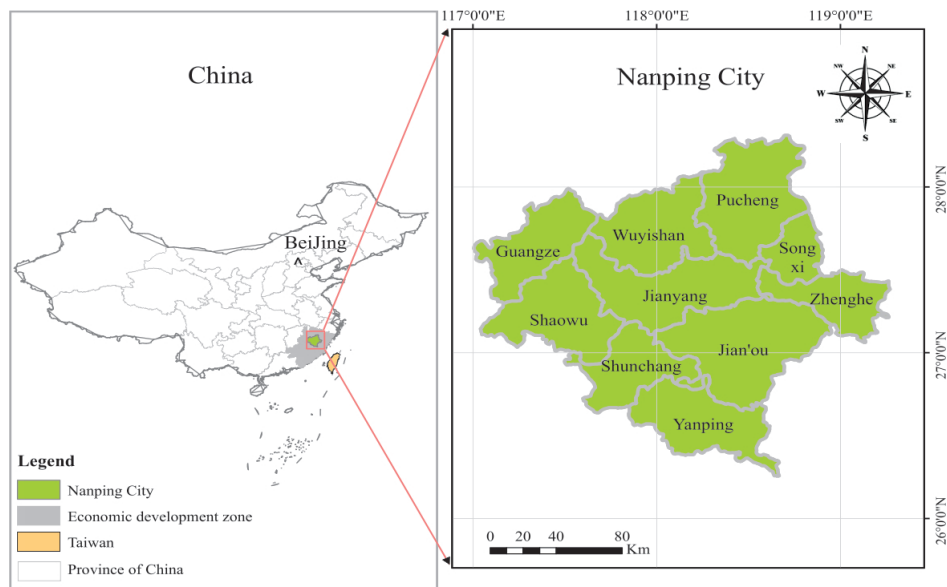 China
BeiJing
^
Legend
Nanping City
Economic development zone
Taiwan
Province of China
117°0'0"E
118°0'0"E
119°0'0"E
Nanping City
N
NW
NE
W
E
SW
SE
S
28°0'0"N
27°0'0"N
26°0'0"N
Pucheng
Wuyishan
Guangze
Song
xi
Jianyang
Zhenghe
Shaowu
Jian'ou
Shunchang
Yanping
0 20 40 80
Km